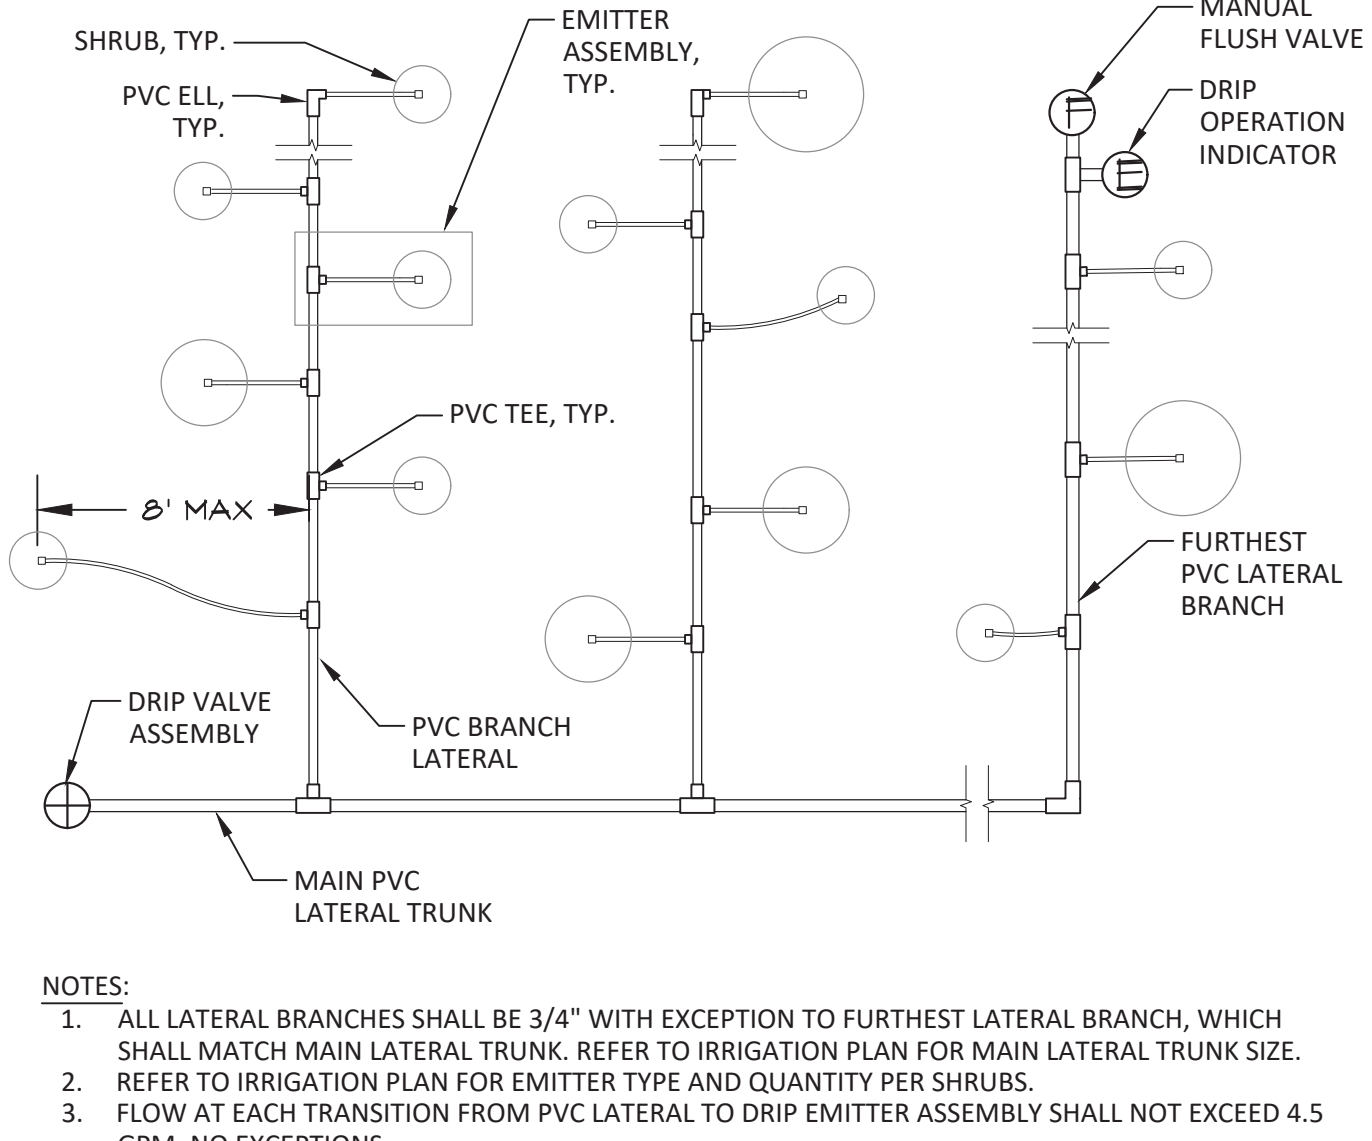 SHRUB, TYP.
PVC ELL,
TYP.
EMITTER
ASSEMBLY,
TYP.
MANUAL
FLUSH VALVE
DRIP
OPERATION
INDICATOR
PVC TEE, TYP.
8' MAX
FURTHEST
PVC LATERAL
BRANCH
DRIP VALVE
ASSEMBLY
PVC BRANCH
LATERAL
MAIN PVC
LATERAL TRUNK
NOTES:
1. ALL LATERAL BRANCHES SHALL BE 3/4" WITH EXCEPTION TO FURTHEST LATERAL BRANCH, WHICH
SHALL MATCH MAIN LATERAL TRUNK. REFER TO IRRIGATION PLAN FOR MAIN LATERAL TRUNK SIZE.
2. REFER TO IRRIGATION PLAN FOR EMITTER TYPE AND QUANTITY PER SHRUBS.
3. FLOW AT EACH TRANSITION FROM PVC LATERAL TO DRIP EMITTER ASSEMBLY SHALL NOT EXCEED 4.5
GPM, NO EXCEPTIONS